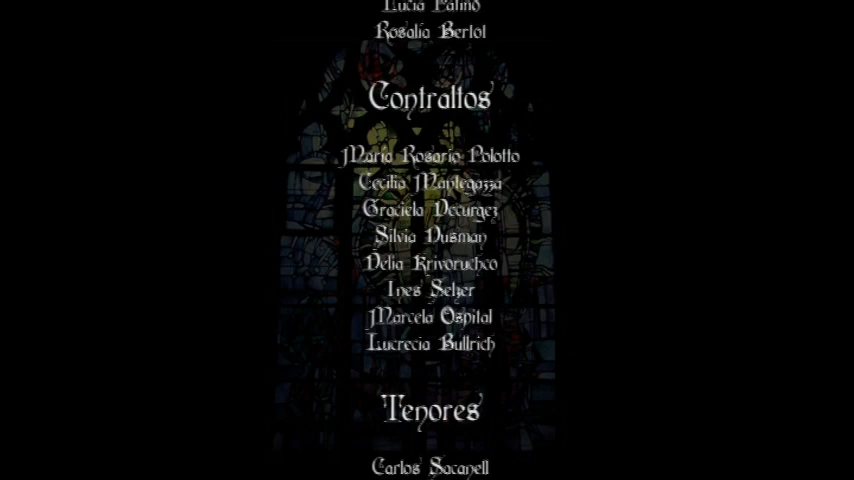 Lucia Patiño
Rosalia Bertol
Contraltos
Maria Rosario Polotto
Cecilia Mantegazza
Graciela Decurgez
Silvia Dusman
Delia Krivoruchco
Ines Selzer
Marcela Ospital
Lucrecia Bullrich
Tenores
Carlos Sacanell